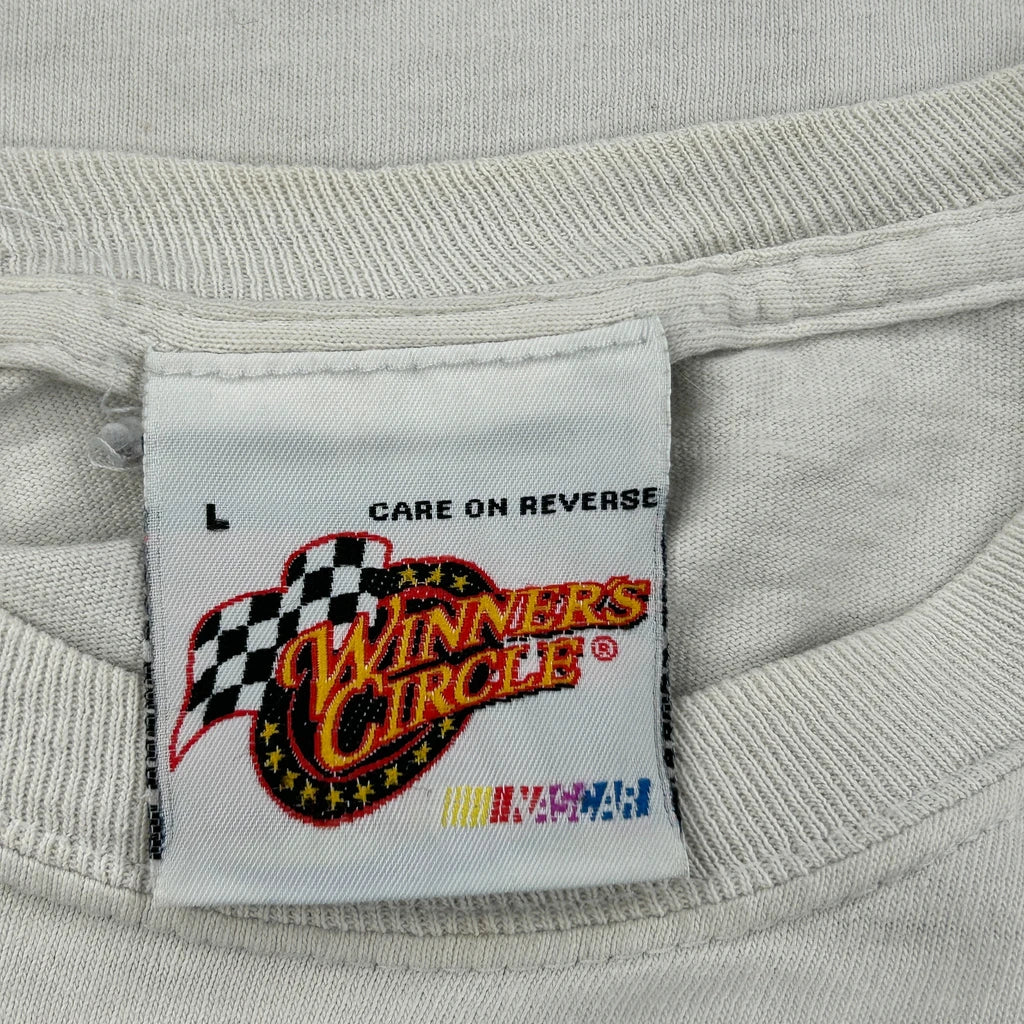 L CARE ON REVERSE
WINNER'S
CIRCLE®
NASCAR